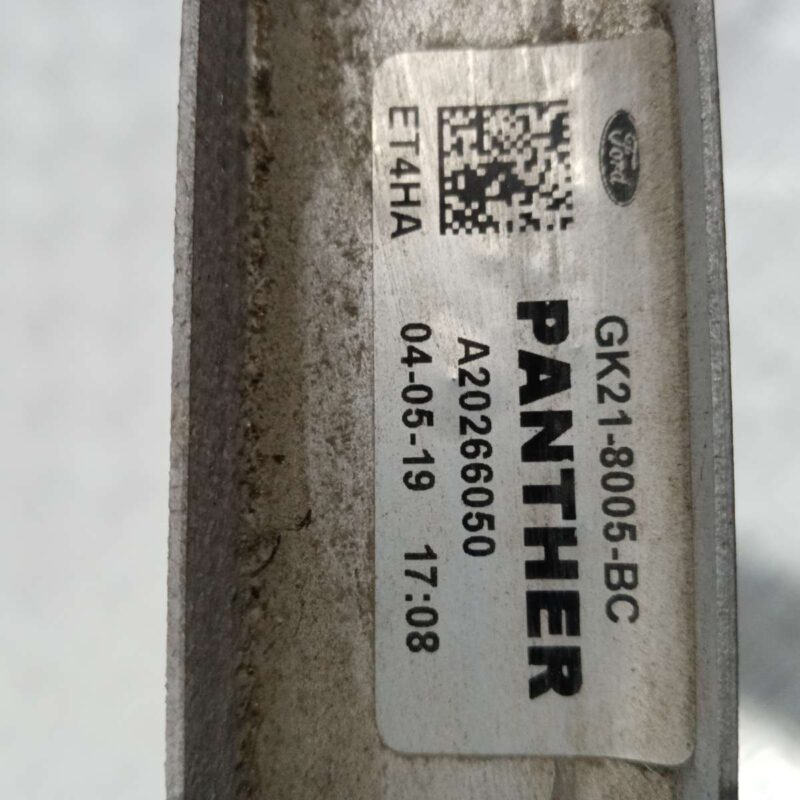 Ford
GK21-8005-BC
PANTHER
A20266050
ET4HA
04-05-19 17:08